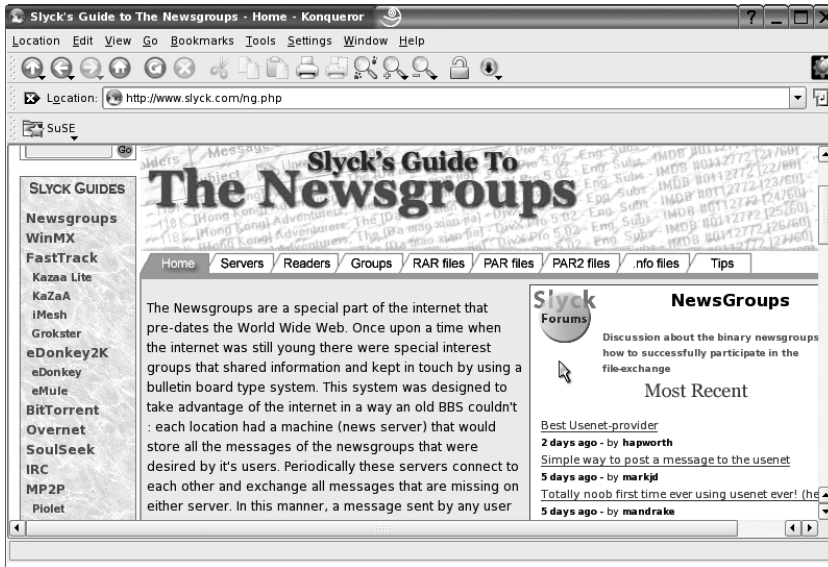 Slyck's Guide to The Newsgroups - Home - Konqueror
Location Edit View Go Bookmarks Tools Settings Window Help
Location: http://www.slyck.com/ng.php
SuSE
Go
Slyck's Guide To
The Newsgroups
Home Servers Readers Groups RAR files PAR files PAR2 files .nfo files Tips
SLYCK GUIDES
Newsgroups
WinMX
FastTrack
Kazaa Lite
KaZaA
iMesh
Grokster
eDonkey2K
eDonkey
eMule
BitTorrent
Overnet
SoulSeek
IRC
MP2P
Piolet
The Newsgroups are a special part of the internet that
pre-dates the World Wide Web. Once upon a time when
the internet was still young there were special interest
groups that shared information and kept in touch by using a
bulletin board type system. This system was designed to
take advantage of the internet in a way an old BBS couldn't
: each location had a machine (news server) that would
store all the messages of the newsgroups that were
desired by it's users. Periodically these servers connect to
each other and exchange all messages that are missing on
either server. In this manner, a message sent by any user
Slyck
Forums
NewsGroups
Discussion about the binary newsgroups
how to successfully participate in the
file-exchange
Most Recent
Best Usenet-provider
2 days ago - by hapworth
Simple way to post a message to the usenet
5 days ago - by markjd
Totally noob first time ever using usenet ever! (he
5 days ago - by mandrake